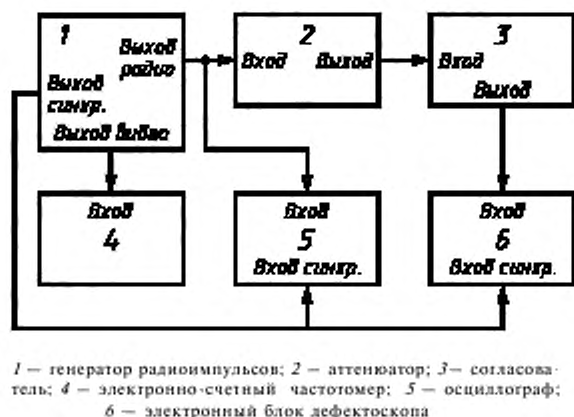 1
Выход
радио
Выход
синхр.
Выход видео
2
Вход Выход
3
Вход
Выход
Вход
4
Вход
5
Вход синхр.
Вход
6
Вход синхр.
1 — генератор радиоимпульсов; 2 — аттенюатор; 3— согласова-
тель; 4 — электронно-счетный частотомер; 5 — осциллограф;
6 — электронный блок дефектоскопа